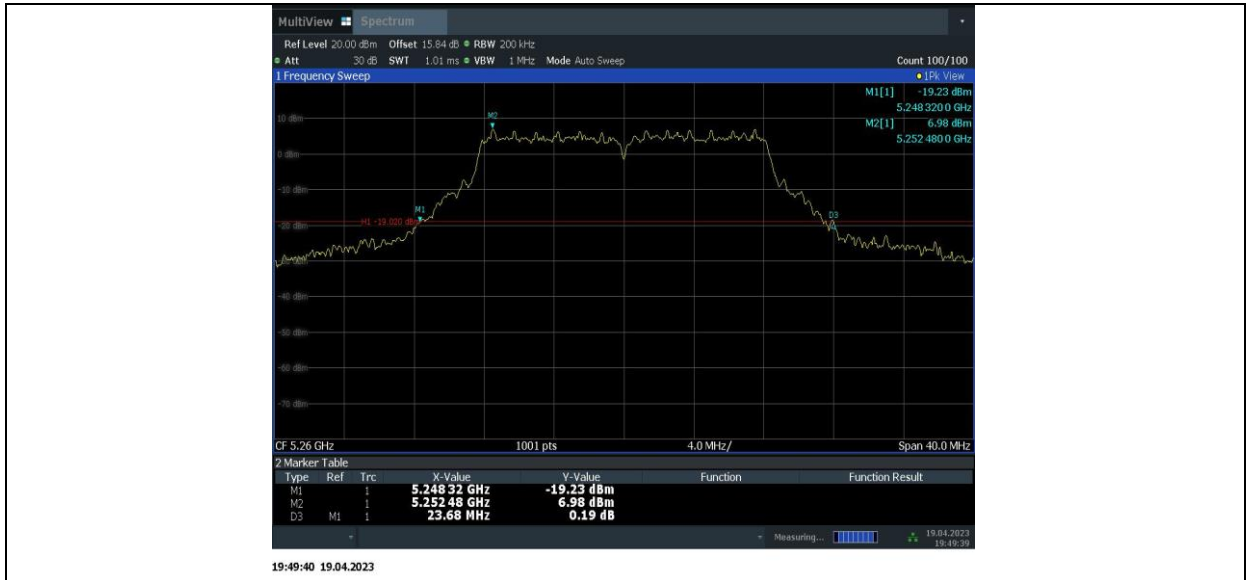 MultiView Spectrum
Ref Level 20.00 dBm Offset 15.84 dB RBW 200 kHz
Att 30 dB SWT 1.01 ms VBW 1 MHz Mode Auto Sweep Count 100/100
1 Frequency Sweep 1Pk View
M1[1] -19.23 dBm
5.248 320 0 GHz
10 dBm M2 M2[1] 6.98 dBm
5.252 480 0 GHz
0 dBm
-10 dBm
M1 D3
H1 -19.020 dBm
-20 dBm
-40 dBm
-50 dBm
-60 dBm
-70 dBm
CF 5.26 GHz 1001 pts 4.0 MHz/ Span 40.0 MHz
2 Marker Table
Type Ref Trc X-Value Y-Value Function Function Result
M1 1 5.248 32 GHz -19.23 dBm
M2 1 5.252 48 GHz 6.98 dBm
D3 M1 1 23.68 MHz 0.19 dB
Measuring... 19.04.2023
19:49:39
19:49:40 19.04.2023